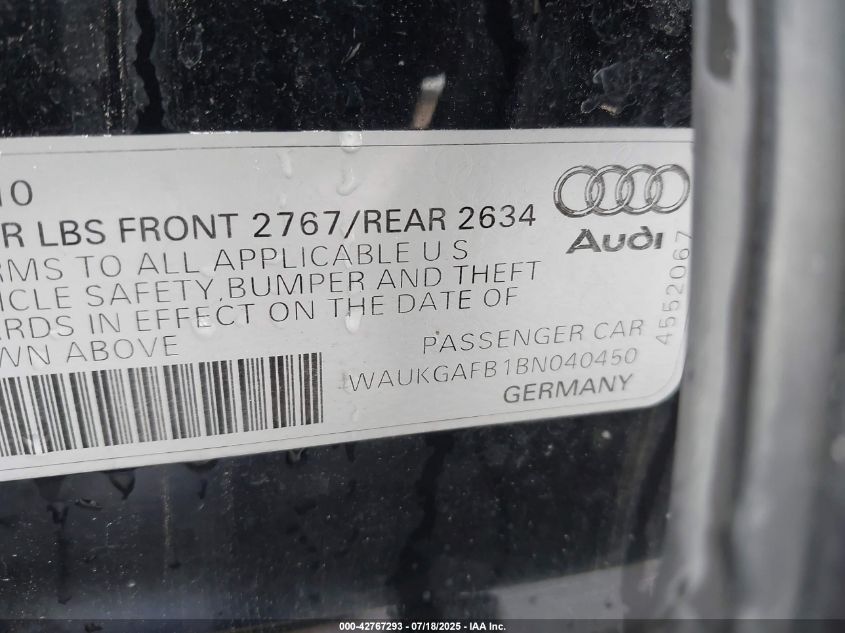 10
R LBS FRONT 2767/REAR 2634
RMS TO ALL APPLICABLE U S
ICLE SAFETY,BUMPER AND THEFT
ARDS IN EFFECT ON THE DATE OF
WN ABOVE
Audi
4552067
PASSENGER CAR
WAUKGAFB1BN040450
GERMANY
000-42767293 - 07/18/2025 - IAA Inc.